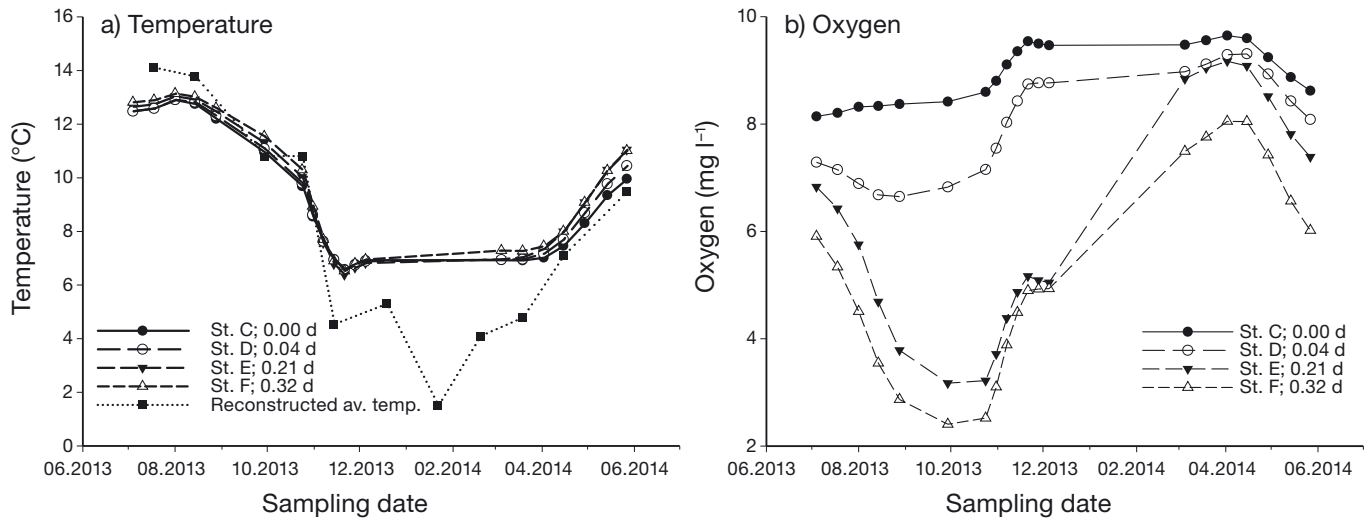 a) Temperature
16
14
12
10
8
6
4
2
0
Temperature (°C)
St. C; 0.00 d
St. D; 0.04 d
St. E; 0.21 d
St. F; 0.32 d
Reconstructed av. temp.
06.2013 08.2013 10.2013 12.2013 02.2014 04.2014 06.2014
Sampling date
b) Oxygen
10
8
6
4
2
Oxygen (mg l⁻¹)
St. C; 0.00 d
St. D; 0.04 d
St. E; 0.21 d
St. F; 0.32 d
06.2013 08.2013 10.2013 12.2013 02.2014 04.2014 06.2014
Sampling date